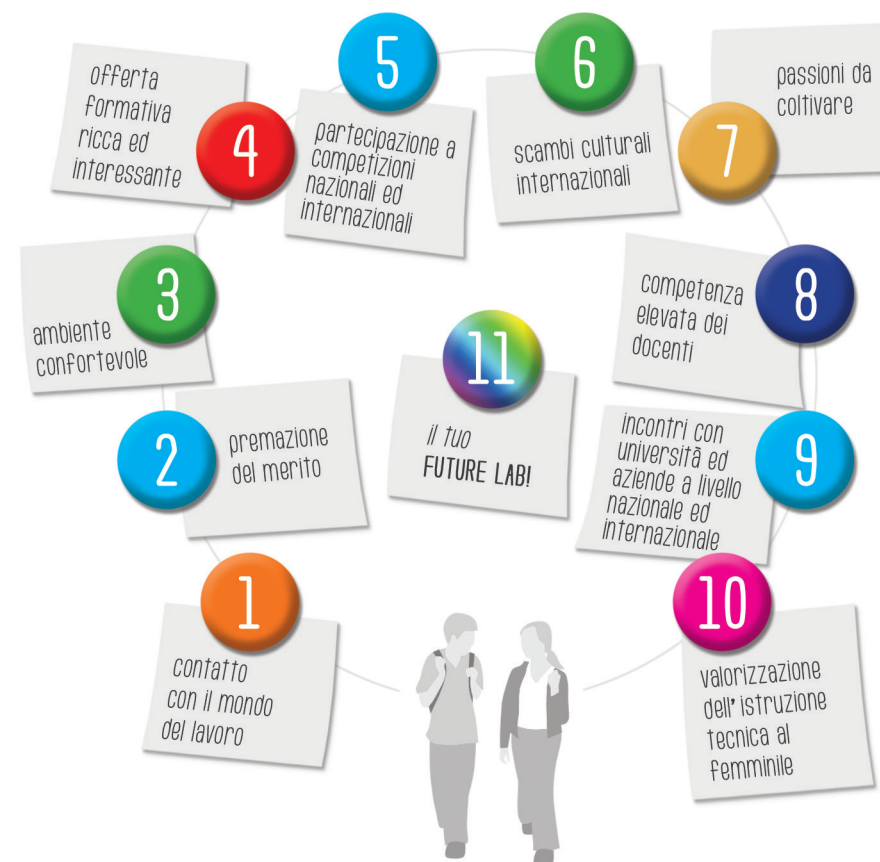 1
contatto
con il mondo
del lavoro
2
premazione
del merito
3
ambiente
confortevole
4
offerta
formativa
ricca ed
interessante
5
partecipazione a
competizioni
nazionali ed
internazionali
6
scambi culturali
internazionali
7
passioni da
coltivare
8
competenza
elevata dei
docenti
9
incontri con
università ed
aziende a livello
nazionale ed
internazionale
10
valorizzazione
dell'istruzione
tecnica al
femminile
11
il tuo
FUTURE LAB!